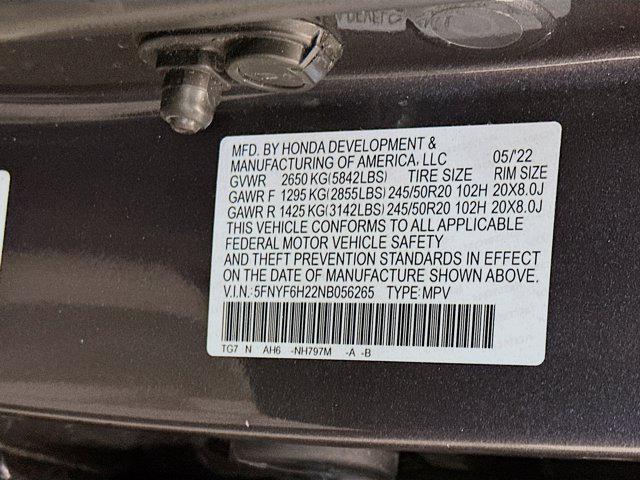 MFD. BY HONDA DEVELOPMENT &
MANUFACTURING OF AMERICA, LLC 05/'22
GVWR 2650 KG(5842LBS) TIRE SIZE RIM SIZE
GAWR F 1295 KG(2855LBS) 245/50R20 102H 20X8.0J
GAWR R 1425 KG(3142LBS) 245/50R20 102H 20X8.0J
THIS VEHICLE CONFORMS TO ALL APPLICABLE
FEDERAL MOTOR VEHICLE SAFETY
AND THEFT PREVENTION STANDARDS IN EFFECT
ON THE DATE OF MANUFACTURE SHOWN ABOVE.
V.I.N.:5FNYF6H22NB056265 TYPE:MPV
TG7 N AH6 -NH797M -A -B